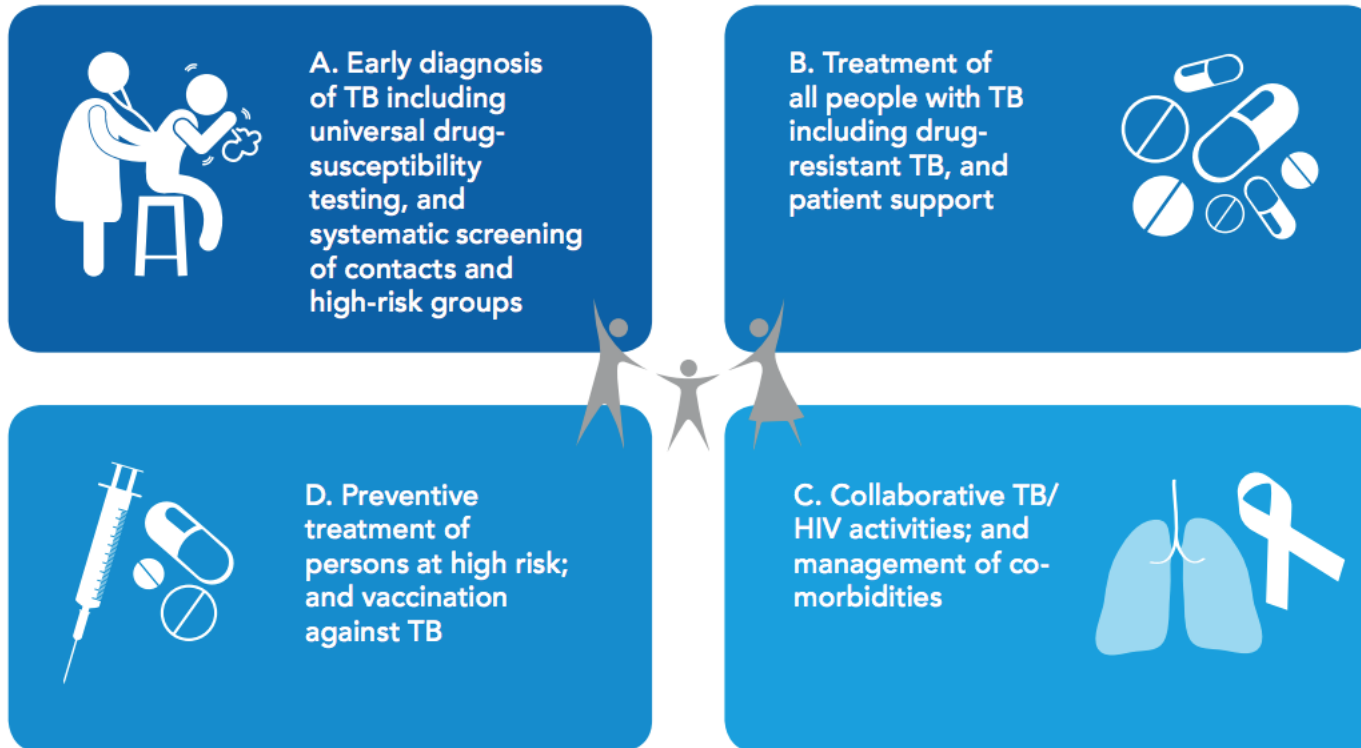 A. Early diagnosis
of TB including
universal drug-
susceptibility
testing, and
systematic screening
of contacts and
high-risk groups
B. Treatment of
all people with TB
including drug-
resistant TB, and
patient support
D. Preventive
treatment of
persons at high risk;
and vaccination
against TB
C. Collaborative TB/
HIV activities; and
management of co-
morbidities